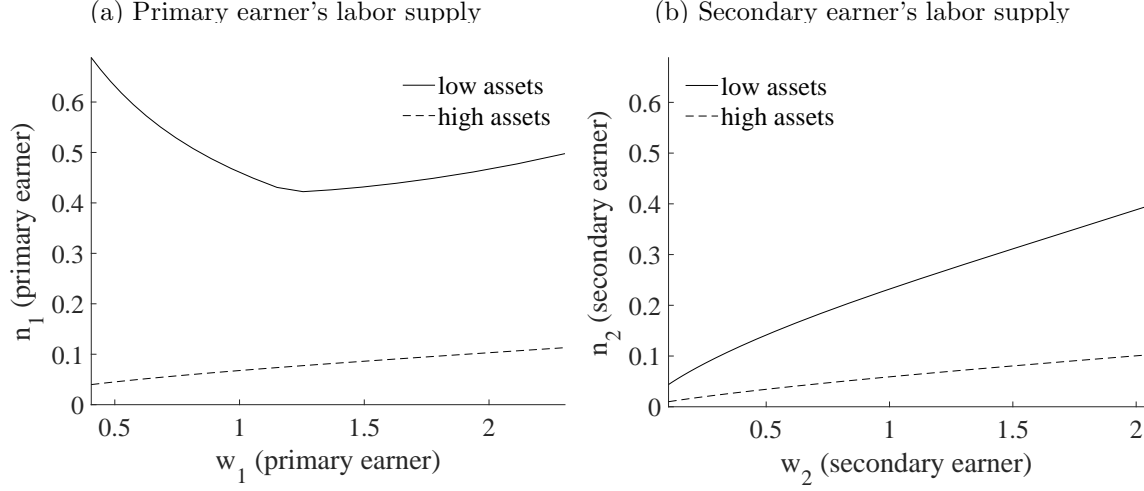 (a) Primary earner's labor supply
(b) Secondary earner's labor supply
n1 (primary earner)
0.6
0.5
0.4
0.3
0.2
0.1
0
low assets
high assets
0.5 1 1.5 2
w1 (primary earner)
n2 (secondary earner)
0.6
0.5
0.4
0.3
0.2
0.1
0
low assets
high assets
0.5 1 1.5 2
w2 (secondary earner)